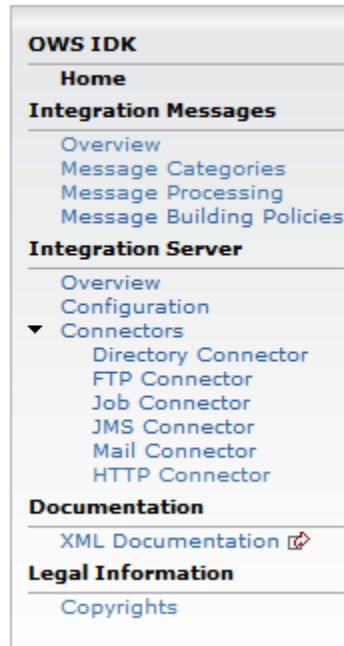 OWS IDK
Home
Integration Messages
Overview
Message Categories
Message Processing
Message Building Policies
Integration Server
Overview
Configuration
Connectors
Directory Connector
FTP Connector
Job Connector
JMS Connector
Mail Connector
HTTP Connector
Documentation
XML Documentation
Legal Information
Copyrights